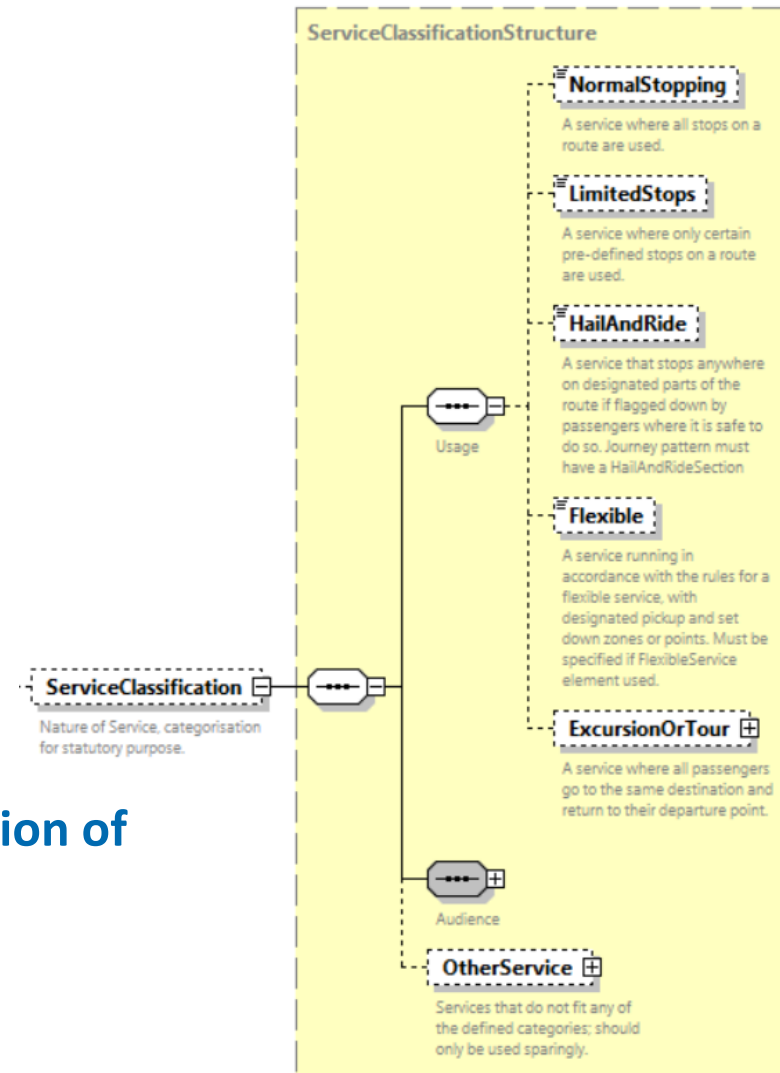 ServiceClassificationStructure
NormalStopping
A service where all stops on a
route are used.
LimitedStops
A service where only certain
pre-defined stops on a route
are used.
HailAndRide
A service that stops anywhere
on designated parts of the
route if flagged down by
passengers where it is safe to
do so. Journey pattern must
have a HailAndRideSection
Usage
Flexible
A service running in
accordance with the rules for a
flexible service, with
designated pickup and set
down zones or points. Must be
specified if FlexibleService
element used.
ServiceClassification
Nature of Service, categorisation
for statutory purpose.
ExcursionOrTour
A service where all passengers
go to the same destination and
return to their departure point.
ion of
Audience
OtherService
Services that do not fit any of
the defined categories; should
only be used sparingly.